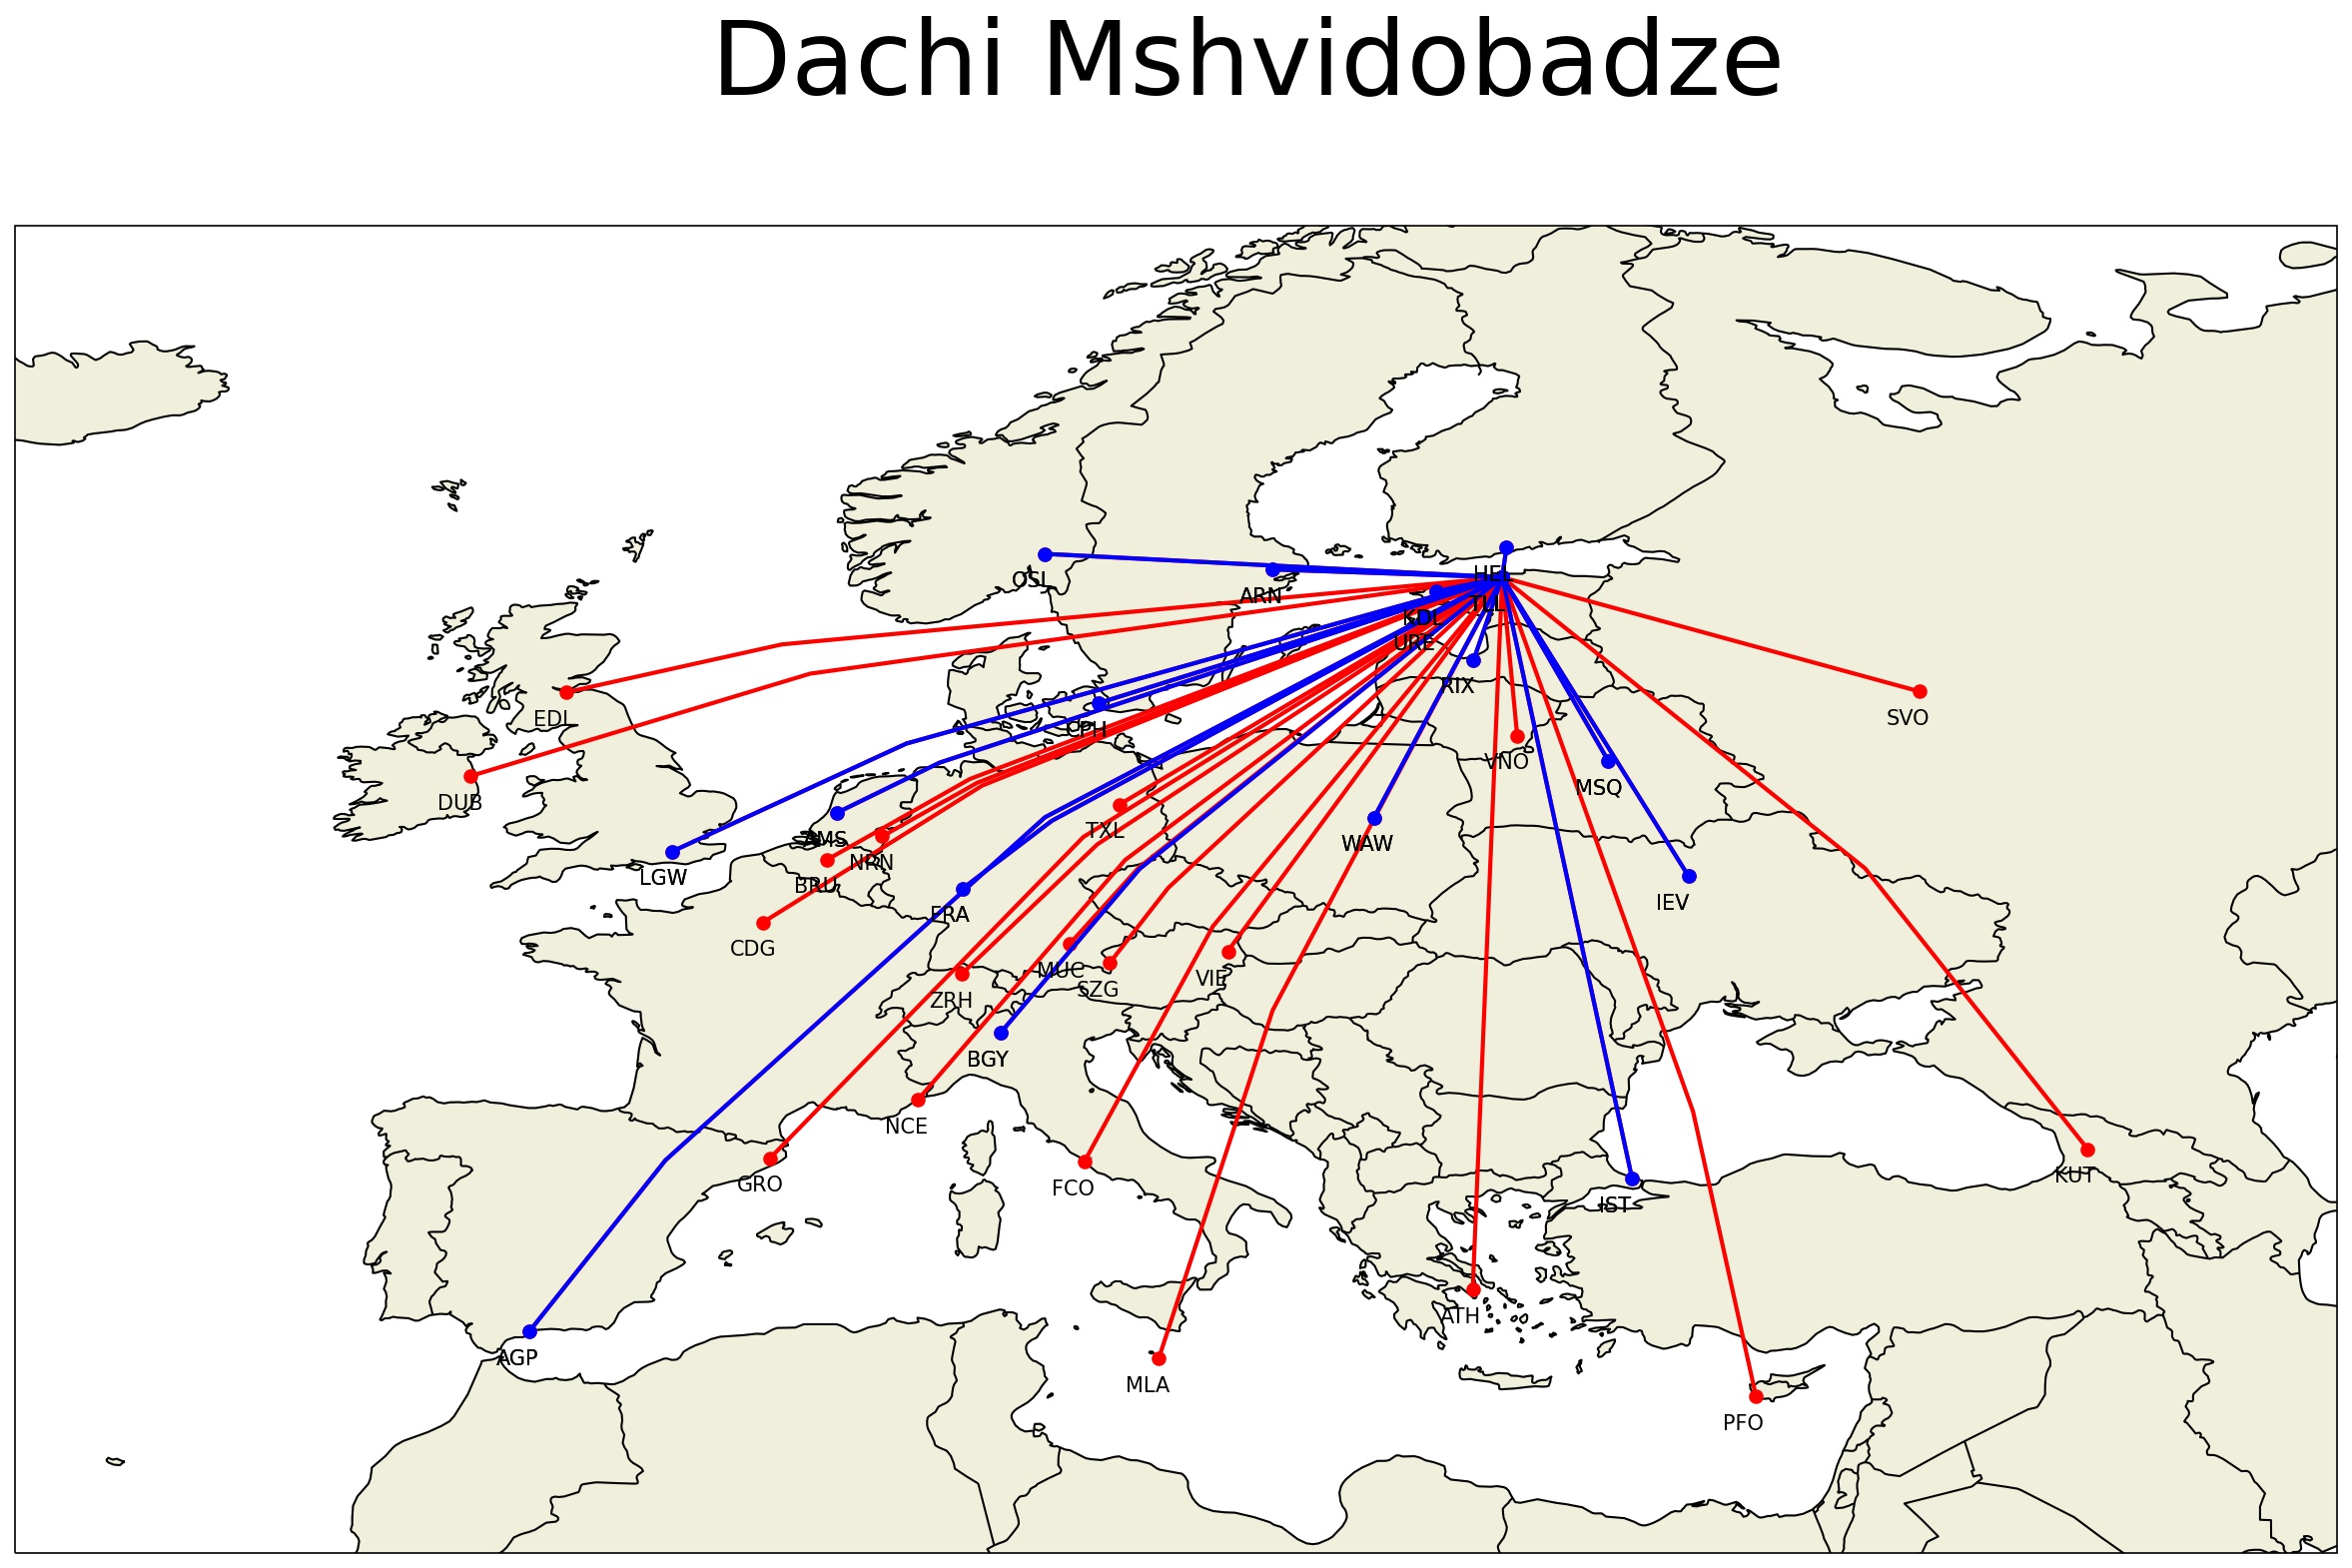 Dachi Mshvidobadze
HEL
OSL
ARN
TLL
KDL
URE
RIX
EDL
SVO
CPH
VNO
MSQ
DUB
TXL
AMS
WAW
NRN
LGW
BRU
IEV
FRA
CDG
MUC
VIE
SZG
ZRH
BGY
NCE
KUT
GRO
FCO
IST
ATH
AGP
MLA
PFO